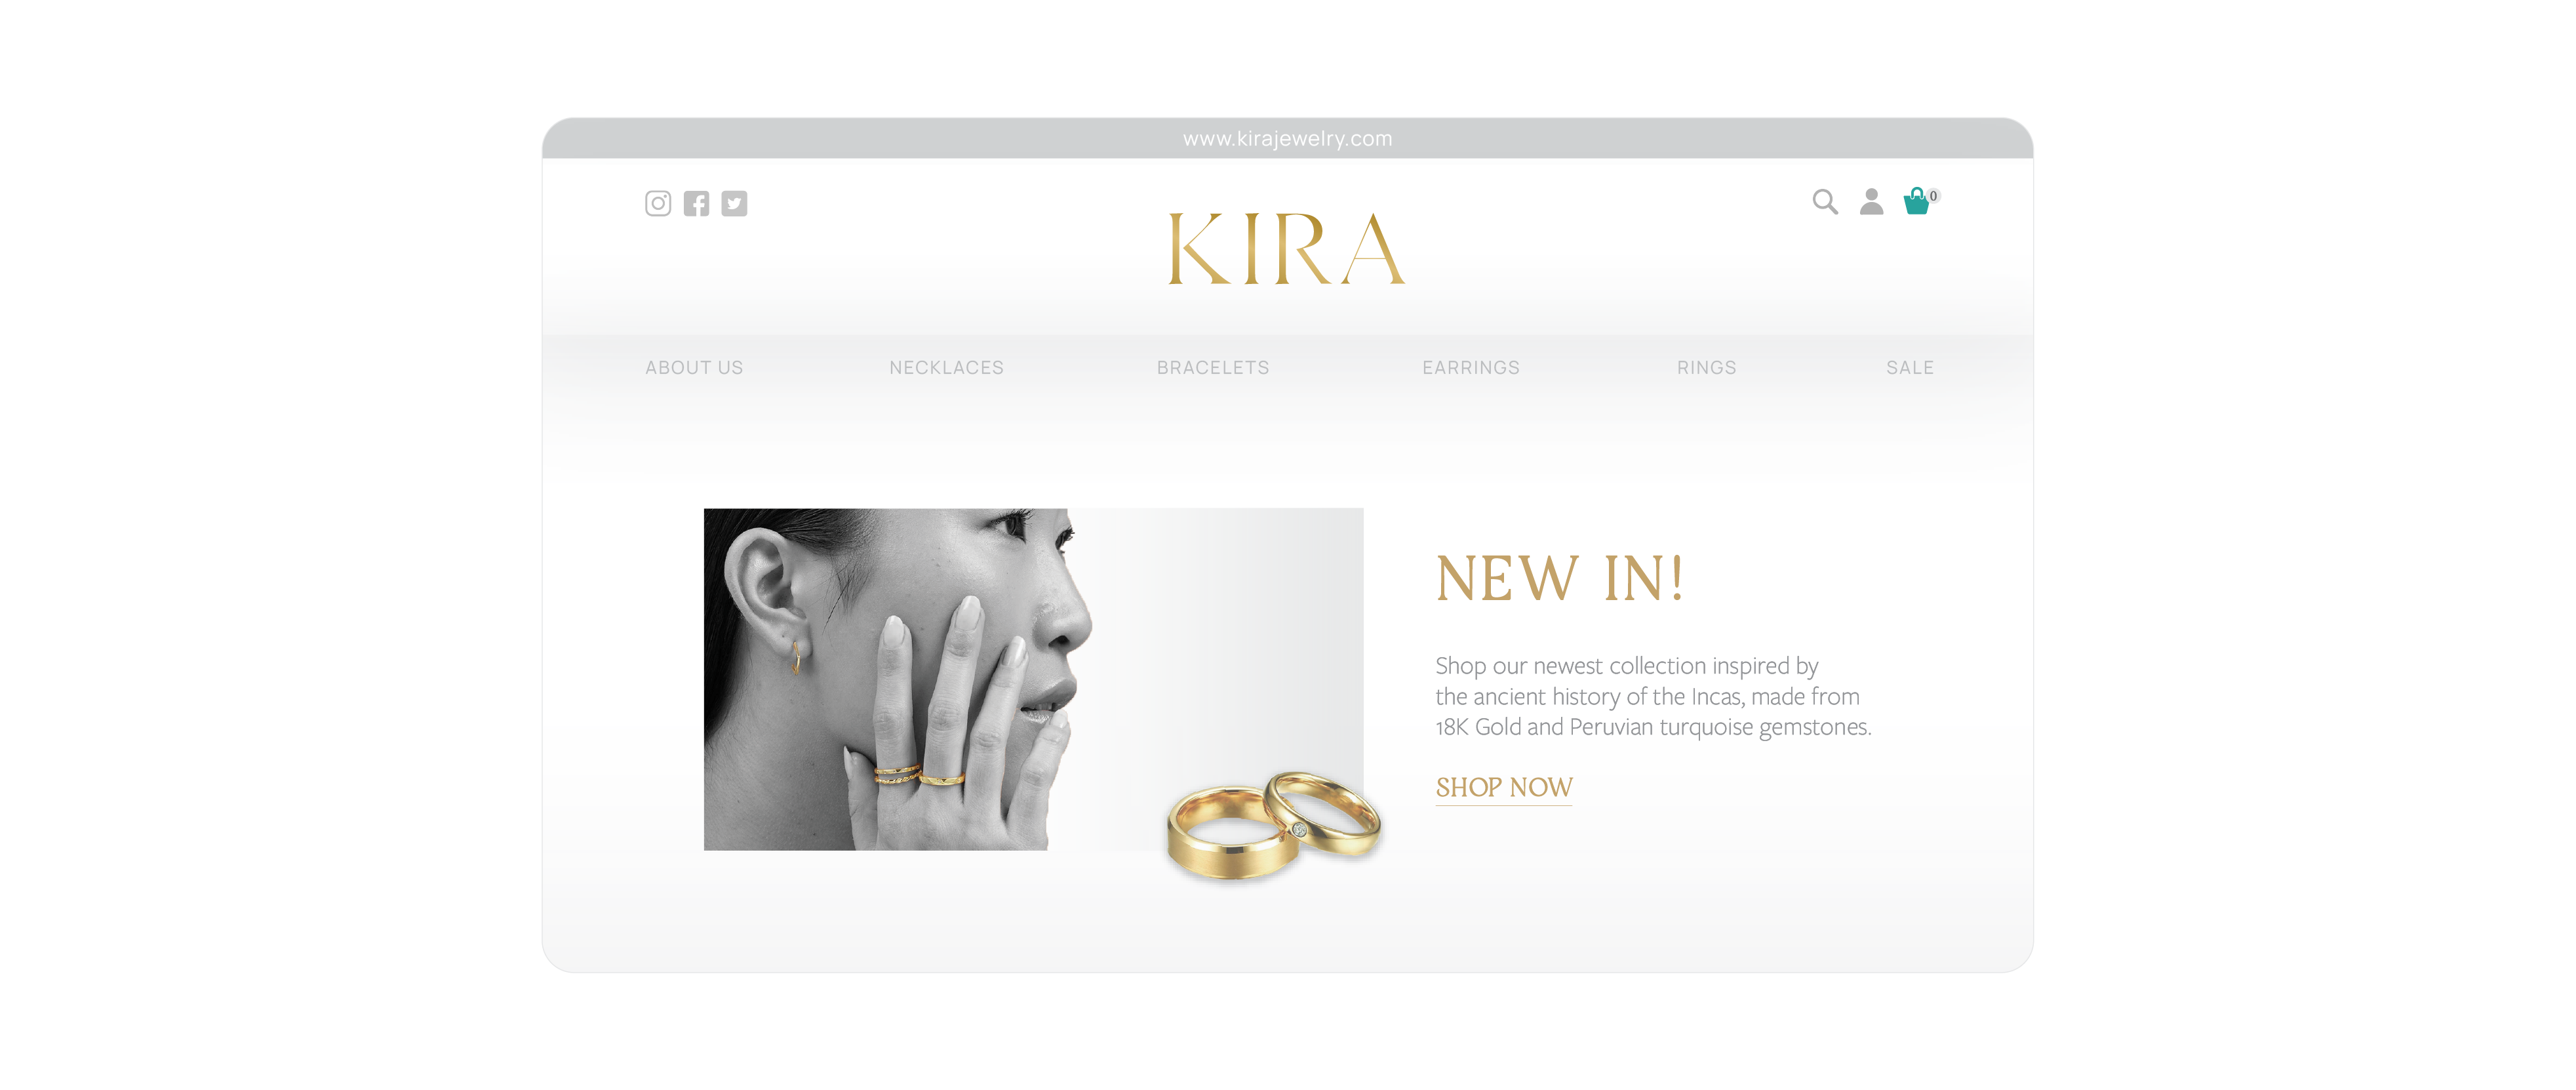 www.kirajewelry.com
0
KIRA
ABOUT US
NECKLACES
BRACELETS
EARRINGS
RINGS
SALE
NEW IN!
Shop our newest collection inspired by
the ancient history of the Incas, made from
18K Gold and Peruvian turquoise gemstones.
SHOP NOW